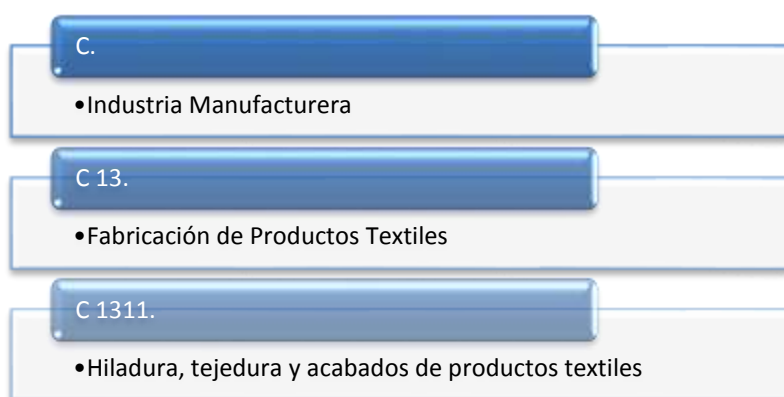 C.
•Industria Manufacturera
C 13.
•Fabricación de Productos Textiles
C 1311.
•Hiladura, tejedura y acabados de productos textiles